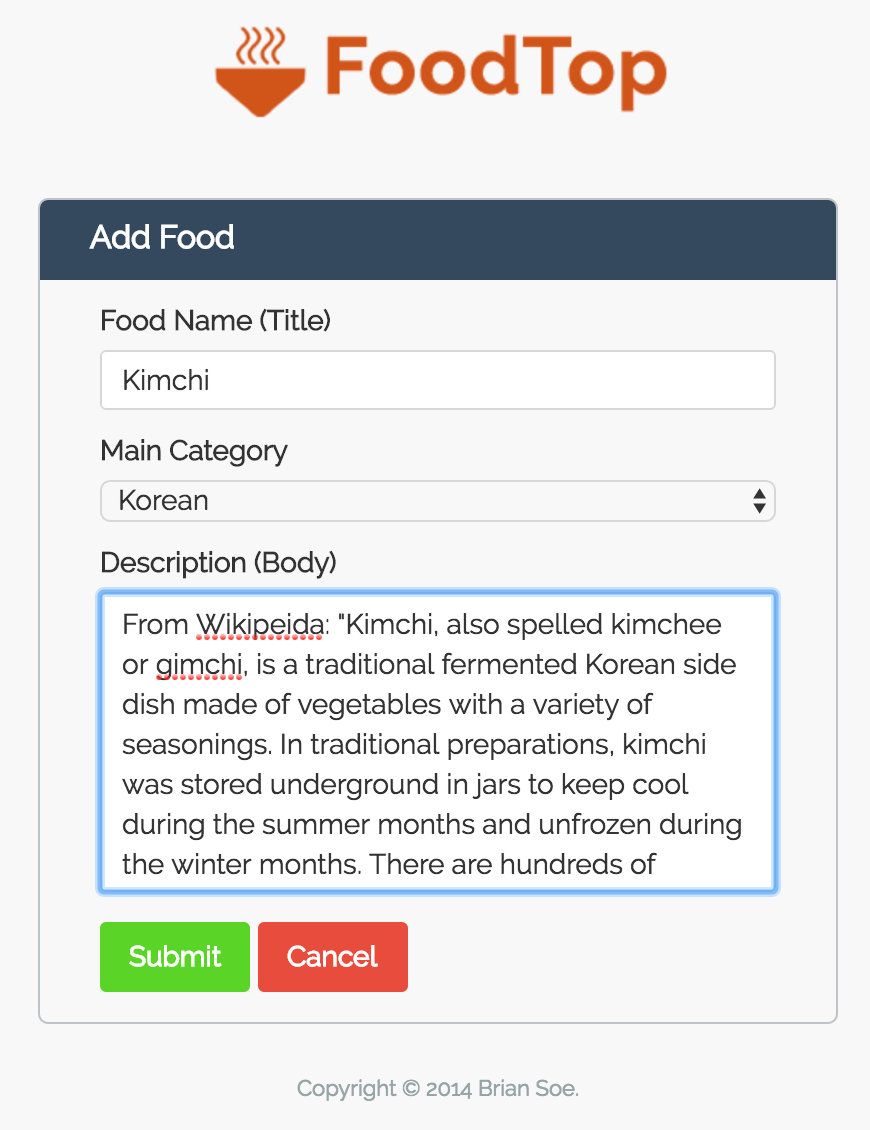 FoodTop
Add Food
Food Name (Title)
Kimchi
Main Category
Korean
Description (Body)
From Wikipeida: "Kimchi, also spelled kimchee
or gimchi, is a traditional fermented Korean side
dish made of vegetables with a variety of
seasonings. In traditional preparations, kimchi
was stored underground in jars to keep cool
during the summer months and unfrozen during
the winter months. There are hundreds of
Submit Cancel
Copyright © 2014 Brian Soe.